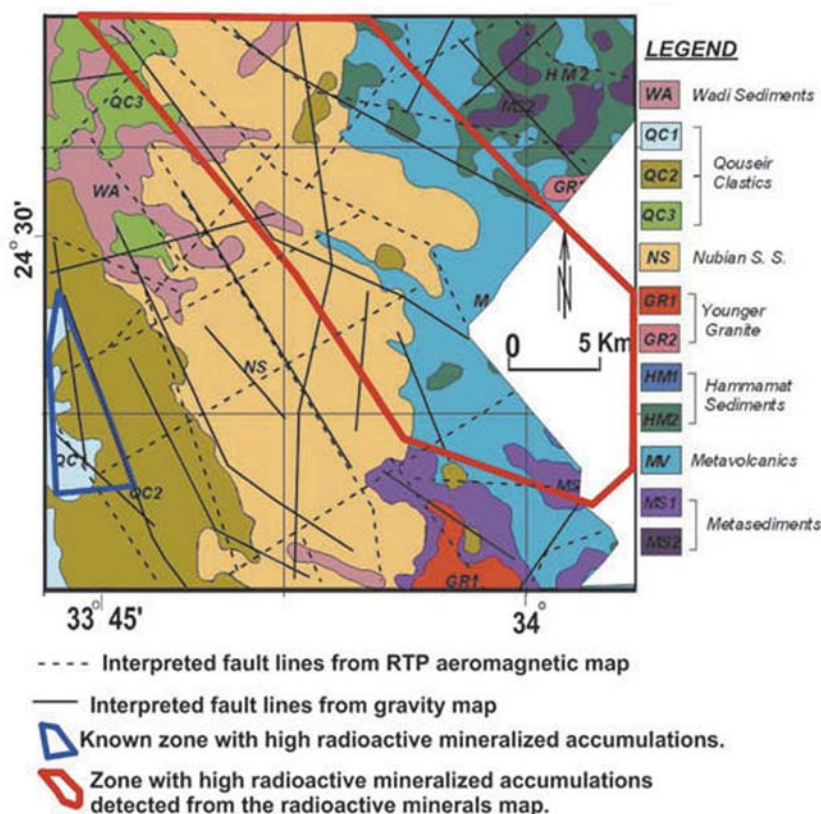 LEGEND
WA Wadi Sediments
QC1
QC2 Qouseir
Clastics
QC3
NS Nubian S. S.
GR1 Younger
Granite
GR2
HM1 Hammamat
Sediments
HM2
MV Metavolcanics
MS1 Metasediments
MS2
QC3
WA
HM2
MS2
GR
24° 30'
M
N
0 5 Km
NS
QC1
QC2
MS
GR1
33° 45'
34°
Interpreted fault lines from RTP aeromagnetic map
Interpreted fault lines from gravity map
Known zone with high radioactive mineralized accumulations.
Zone with high radioactive mineralized accumulations
detected from the radioactive minerals map.